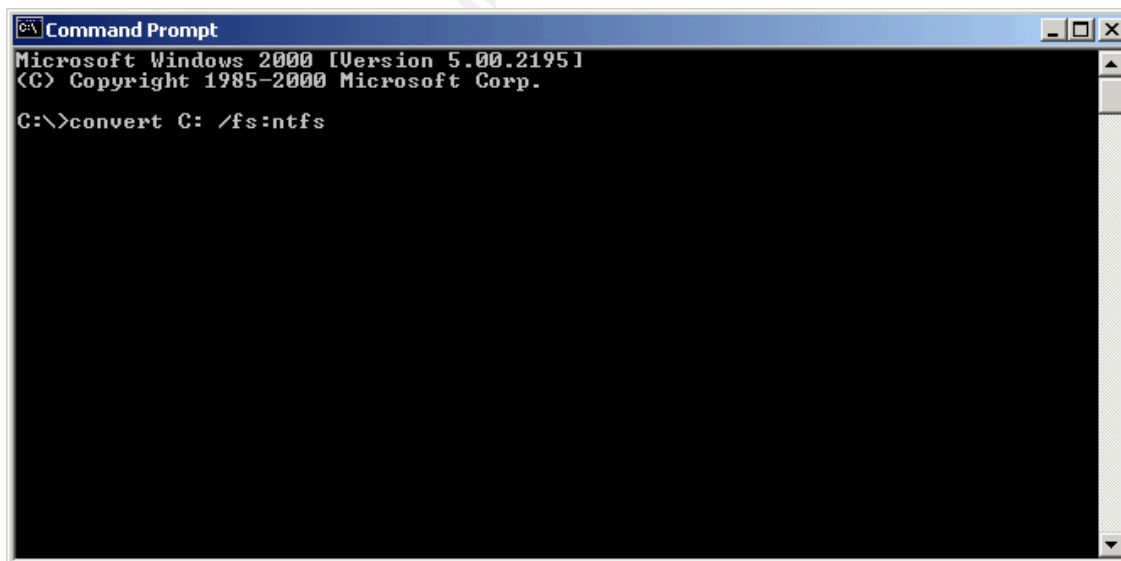 Command Prompt
Microsoft Windows 2000 [Version 5.00.2195]
(C) Copyright 1985-2000 Microsoft Corp.
C:\>convert C: /fs:ntfs